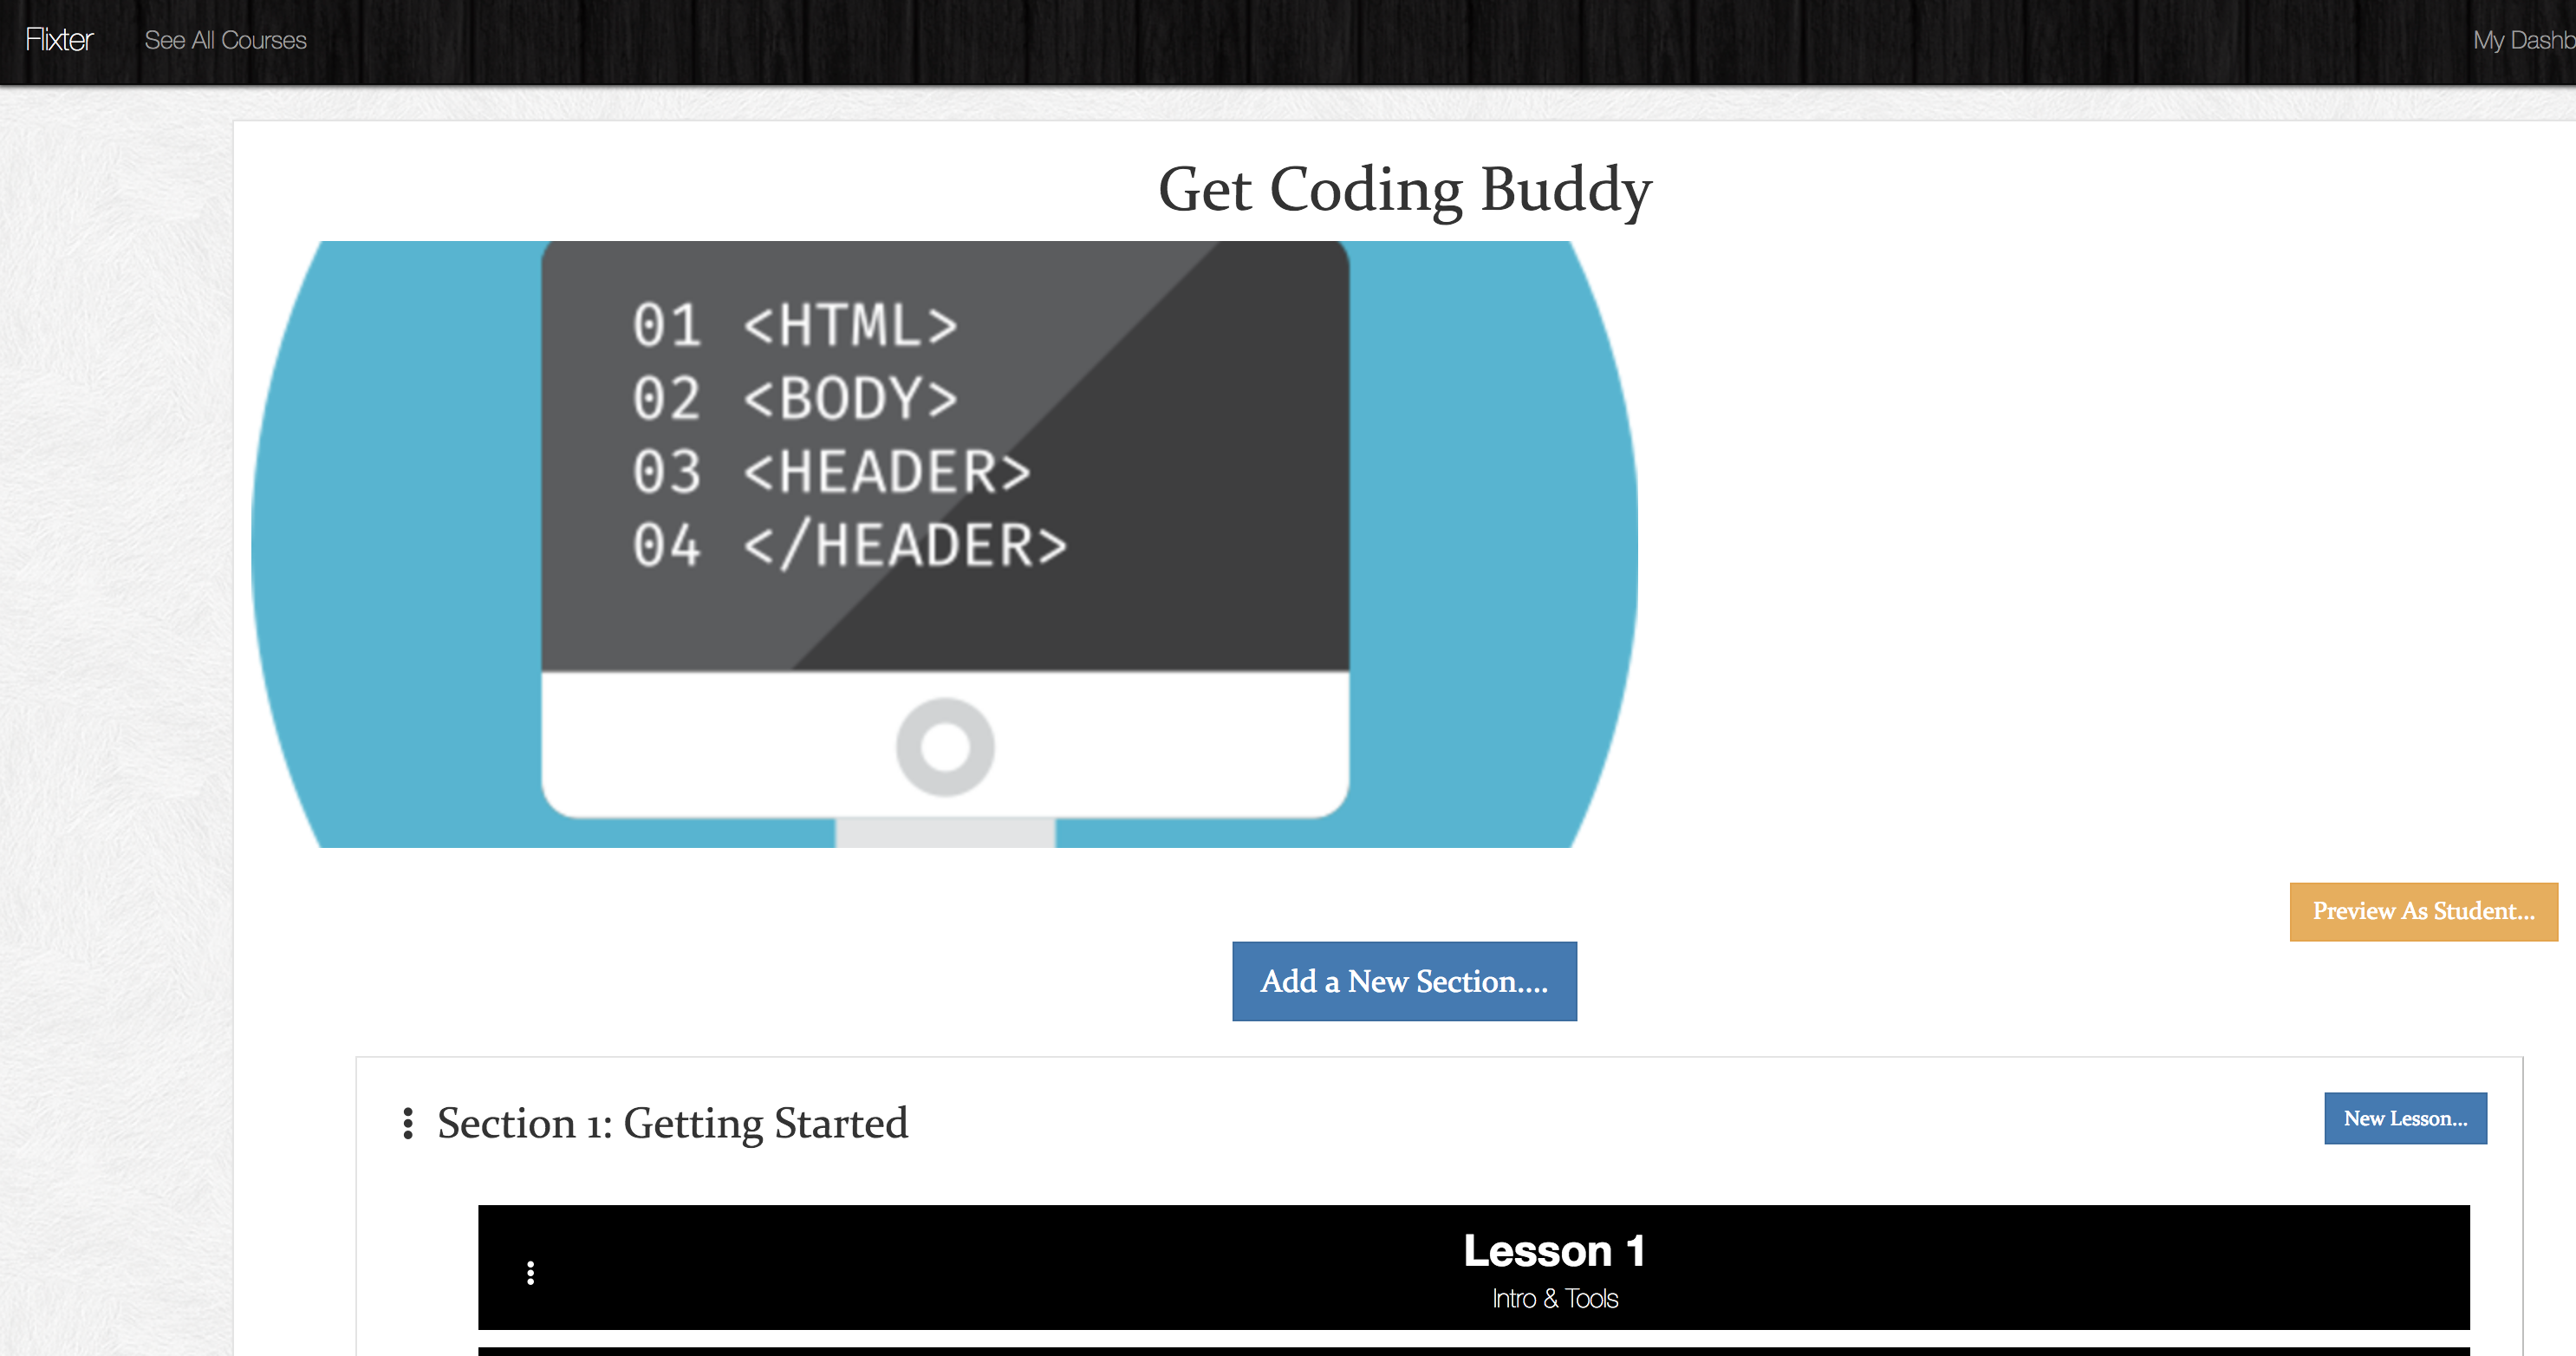 Flixter See All Courses My Dashb
Get Coding Buddy
01 <HTML>
02 <BODY>
03 <HEADER>
04 </HEADER>
Preview As Student...
Add a New Section....
Section 1: Getting Started
New Lesson...
Lesson 1
Intro & Tools